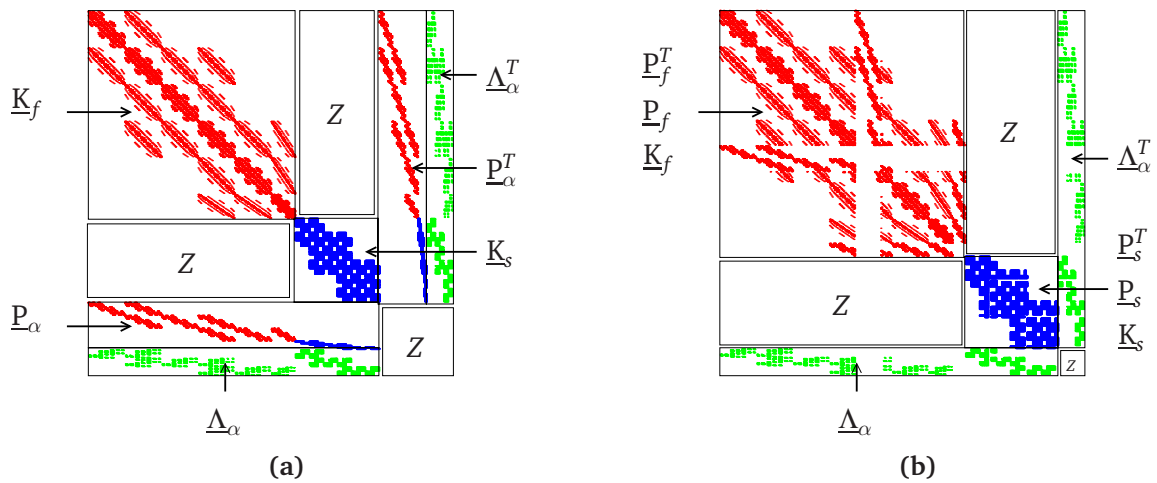 K_f
Z
Λ_α^T
P_α^T
Z
K_s
P_α
Z
Λ_α
(a)
P_f^T
P_f
K_f
Z
Λ_α^T
Z
P_s^T
P_s
K_s
Z
Λ_α
(b)